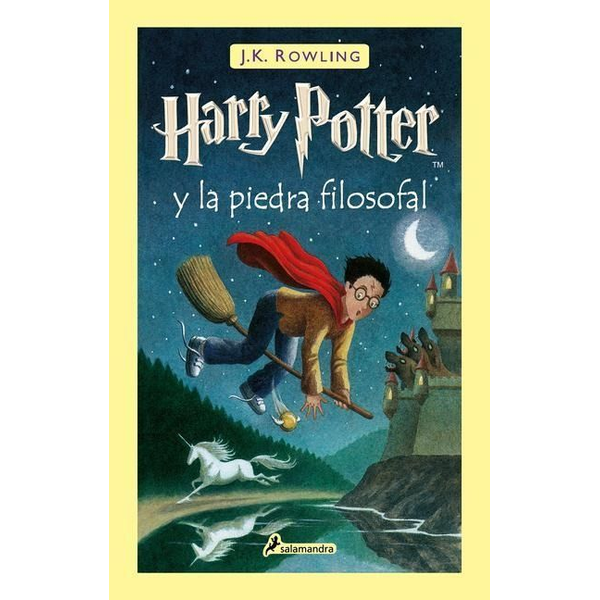 J.K. ROWLING
Harry Potter
TM
y la piedra filosofal
salamandra